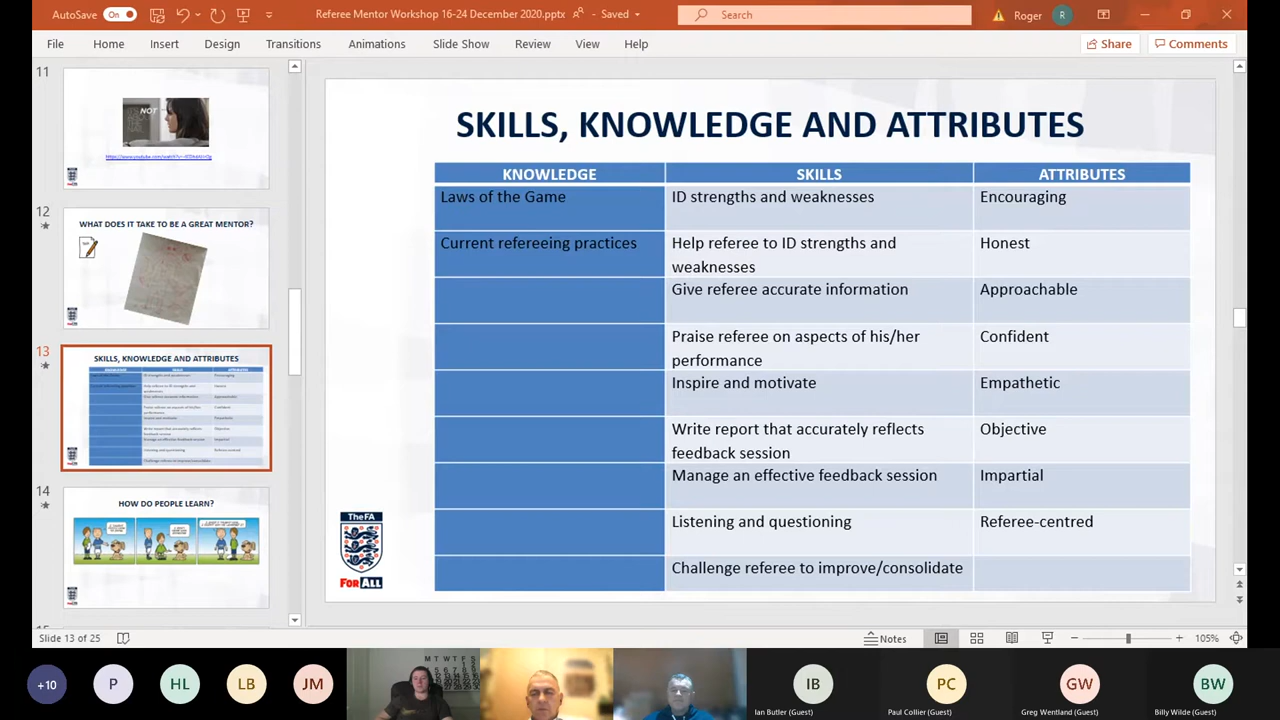 AutoSave On Referee Mentor Workshop 16-24 December 2020.pptx - Saved Search Roger R
File Home Insert Design Transitions Animations Slide Show Review View Help Share Comments
11
NOT
12
WHAT DOES IT TAKE TO BE A GREAT MENTOR?
13
SKILLS, KNOWLEDGE AND ATTRIBUTES
14
HOW DO PEOPLE LEARN?
SKILLS, KNOWLEDGE AND ATTRIBUTES
KNOWLEDGE SKILLS ATTRIBUTES
Laws of the Game ID strengths and weaknesses Encouraging
Current refereeing practices Help referee to ID strengths and Honest
weaknesses
Give referee accurate information Approachable
Praise referee on aspects of his/her Confident
performance
Inspire and motivate Empathetic
Write report that accurately reflects Objective
feedback session
Manage an effective feedback session Impartial
Listening and questioning Referee-centred
Challenge referee to improve/consolidate
TheFA
FOR ALL
Slide 13 of 25 Notes 105%
+10 P HL LB JM IB PC GW BW
M T W T F S
Ian Butler (Guest) Paul Collier (Guest) Greg Wentland (Guest) Billy Wilde (Guest)